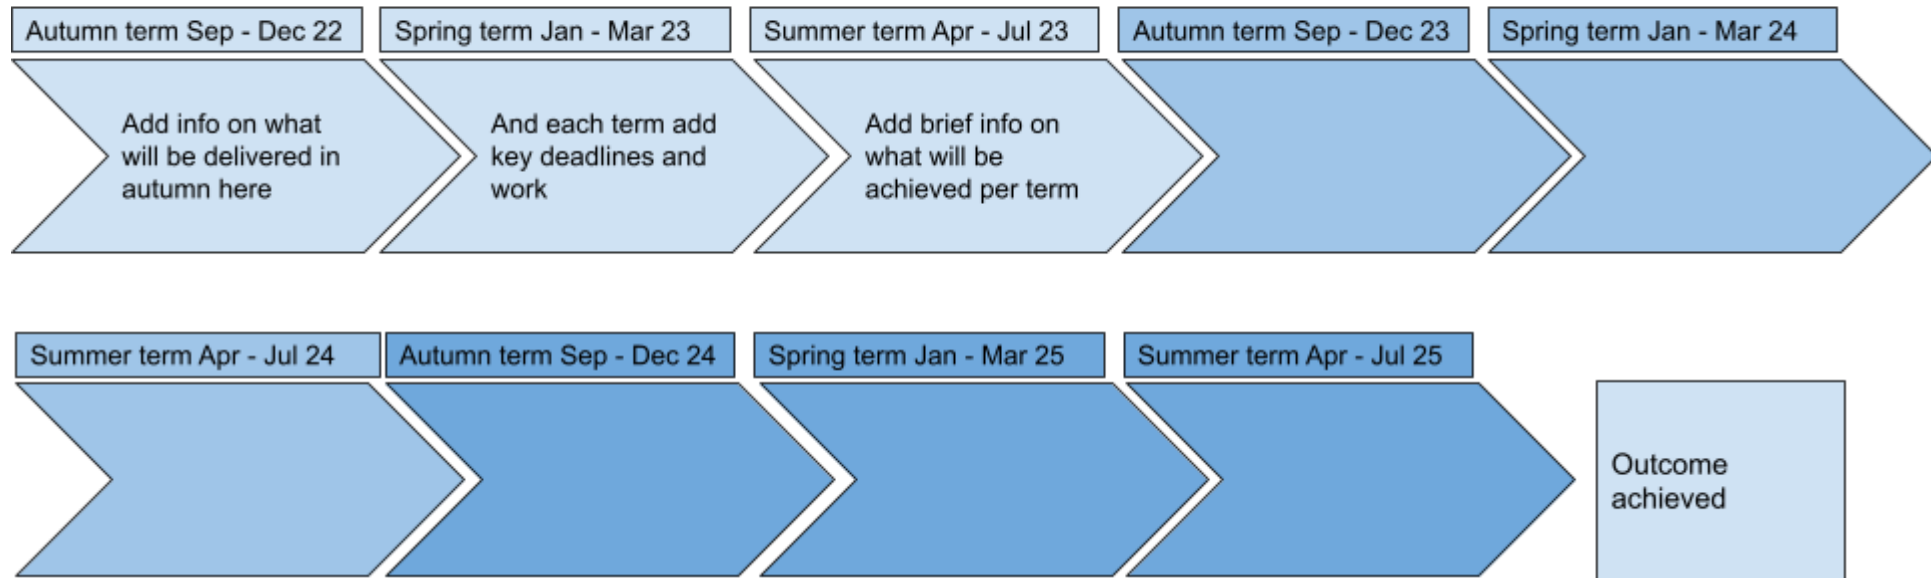 Autumn term Sep - Dec 22
Spring term Jan - Mar 23
Summer term Apr - Jul 23
Autumn term Sep - Dec 23
Spring term Jan - Mar 24
Add info on what
will be delivered in
autumn here
And each term add
key deadlines and
work
Add brief info on
what will be
achieved per term
Summer term Apr - Jul 24
Autumn term Sep - Dec 24
Spring term Jan - Mar 25
Summer term Apr - Jul 25
Outcome
achieved